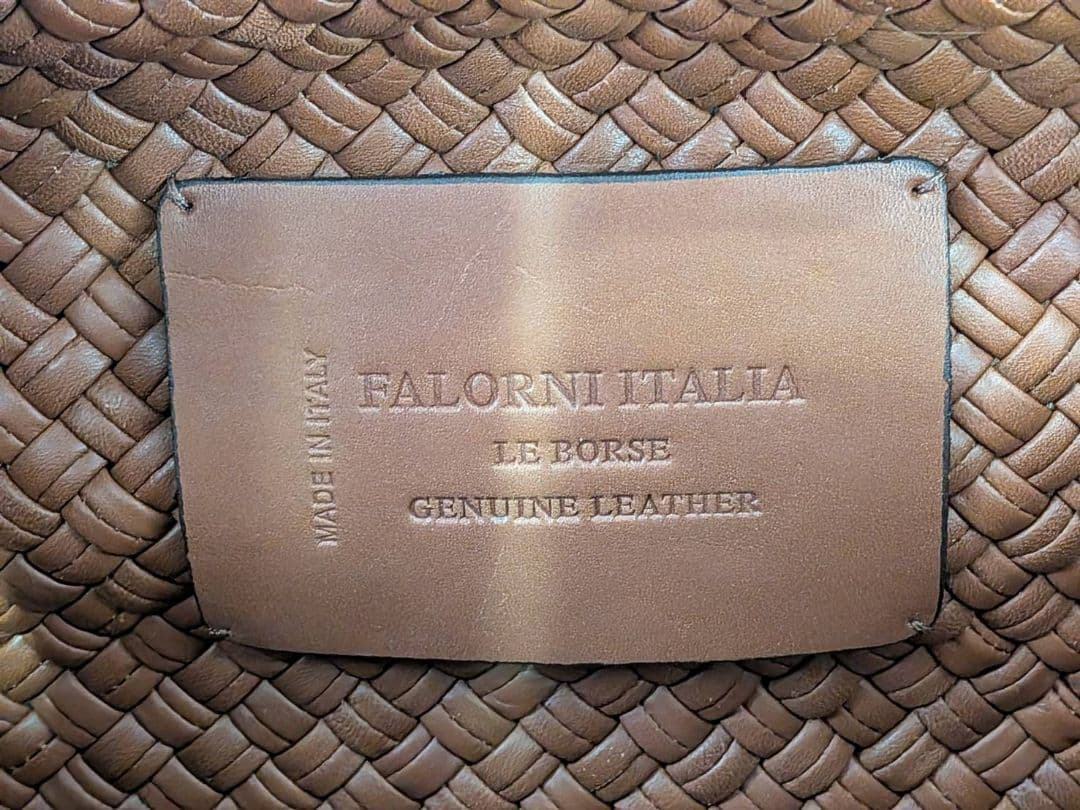 FALORNI ITALIA
LE BORSE
GENUINE LEATHER
MADE IN ITALY